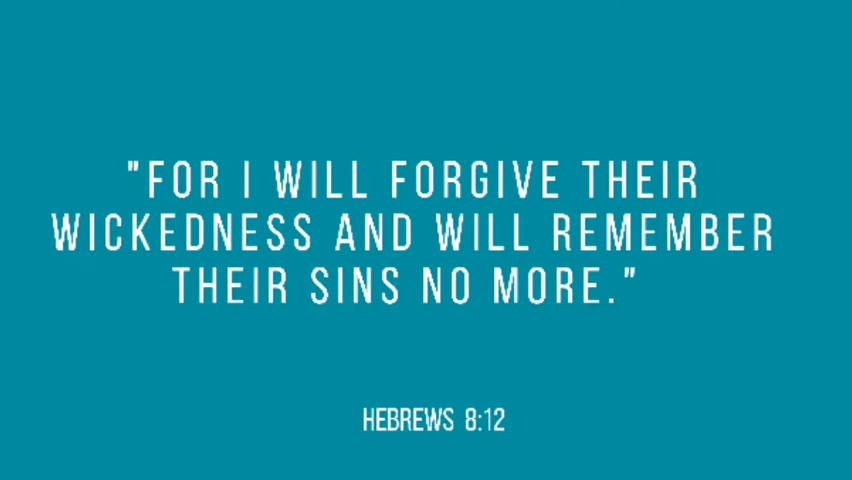 "FOR I WILL FORGIVE THEIR
WICKEDNESS AND WILL REMEMBER
THEIR SINS NO MORE."
HEBREWS 8:12